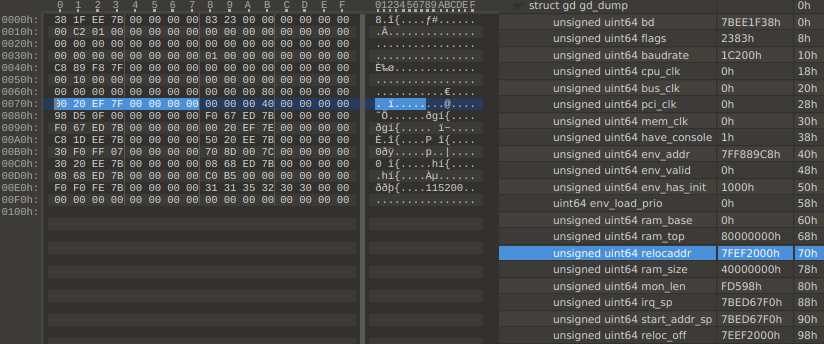 0 1 2 3 4 5 6 7 8 9 A B C D E F 0123456789ABCDEF
0000h: 38 1F EE 7B 00 00 00 00 83 23 00 00 00 00 00 00 8.î{....ƒ#......
0010h: 00 C2 01 00 00 00 00 00 00 00 00 00 00 00 00 00 .Â..............
0020h: 00 00 00 00 00 00 00 00 00 00 00 00 00 00 00 00 ................
0030h: 00 00 00 00 00 00 00 00 01 00 00 00 00 00 00 00 ................
0040h: C8 89 F8 7F 00 00 00 00 00 00 00 00 00 00 00 00 È‰ø.............
0050h: 00 10 00 00 00 00 00 00 00 00 00 00 00 00 00 00 ................
0060h: 00 00 00 00 00 00 00 00 00 00 00 80 00 00 00 00 ...........€....
0070h: 00 20 EF 7F 00 00 00 00 00 00 00 40 00 00 00 00 . ï........@....
0080h: 98 D5 0F 00 00 00 00 00 F0 67 ED 7B 00 00 00 00 ˜Õ......ðgí{....
0090h: F0 67 ED 7B 00 00 00 00 00 20 EF 7E 00 00 00 00 ðgí{..... ï~....
00A0h: C8 1D EE 7B 00 00 00 00 50 20 EE 7B 00 00 00 00 È.î{....P î{....
00B0h: 30 F0 FF 07 00 00 00 00 70 8D 00 7C 00 00 00 00 0ðÿ.....p..|....
00C0h: 30 20 EE 7B 00 00 00 00 08 68 ED 7B 00 00 00 00 0 î{.....hí{....
00D0h: 08 68 ED 7B 00 00 00 00 C0 B5 00 00 00 00 00 00 .hí{....Àµ......
00E0h: F0 F0 FE 7B 00 00 00 00 31 31 35 32 30 30 00 00 ððþ{....115200..
00F0h: 00 00 00 00 00 00 00 00 00 00 00 00 00 00 00 00 ................
0100h:
struct gd gd_dump 0h
unsigned uint64 bd 7BEE1F38h 0h
unsigned uint64 flags 2383h 8h
unsigned uint64 baudrate 1C200h 10h
unsigned uint64 cpu_clk 0h 18h
unsigned uint64 bus_clk 0h 20h
unsigned uint64 pci_clk 0h 28h
unsigned uint64 mem_clk 0h 30h
unsigned uint64 have_console 1h 38h
unsigned uint64 env_addr 7FF889C8h 40h
unsigned uint64 env_valid 0h 48h
unsigned uint64 env_has_init 1000h 50h
uint64 env_load_prio 0h 58h
unsigned uint64 ram_base 0h 60h
unsigned uint64 ram_top 80000000h 68h
unsigned uint64 relocaddr 7FEF2000h 70h
unsigned uint64 ram_size 40000000h 78h
unsigned uint64 mon_len FD598h 80h
unsigned uint64 irq_sp 7BED67F0h 88h
unsigned uint64 start_addr_sp 7BED67F0h 90h
unsigned uint64 reloc_off 7EEF2000h 98h